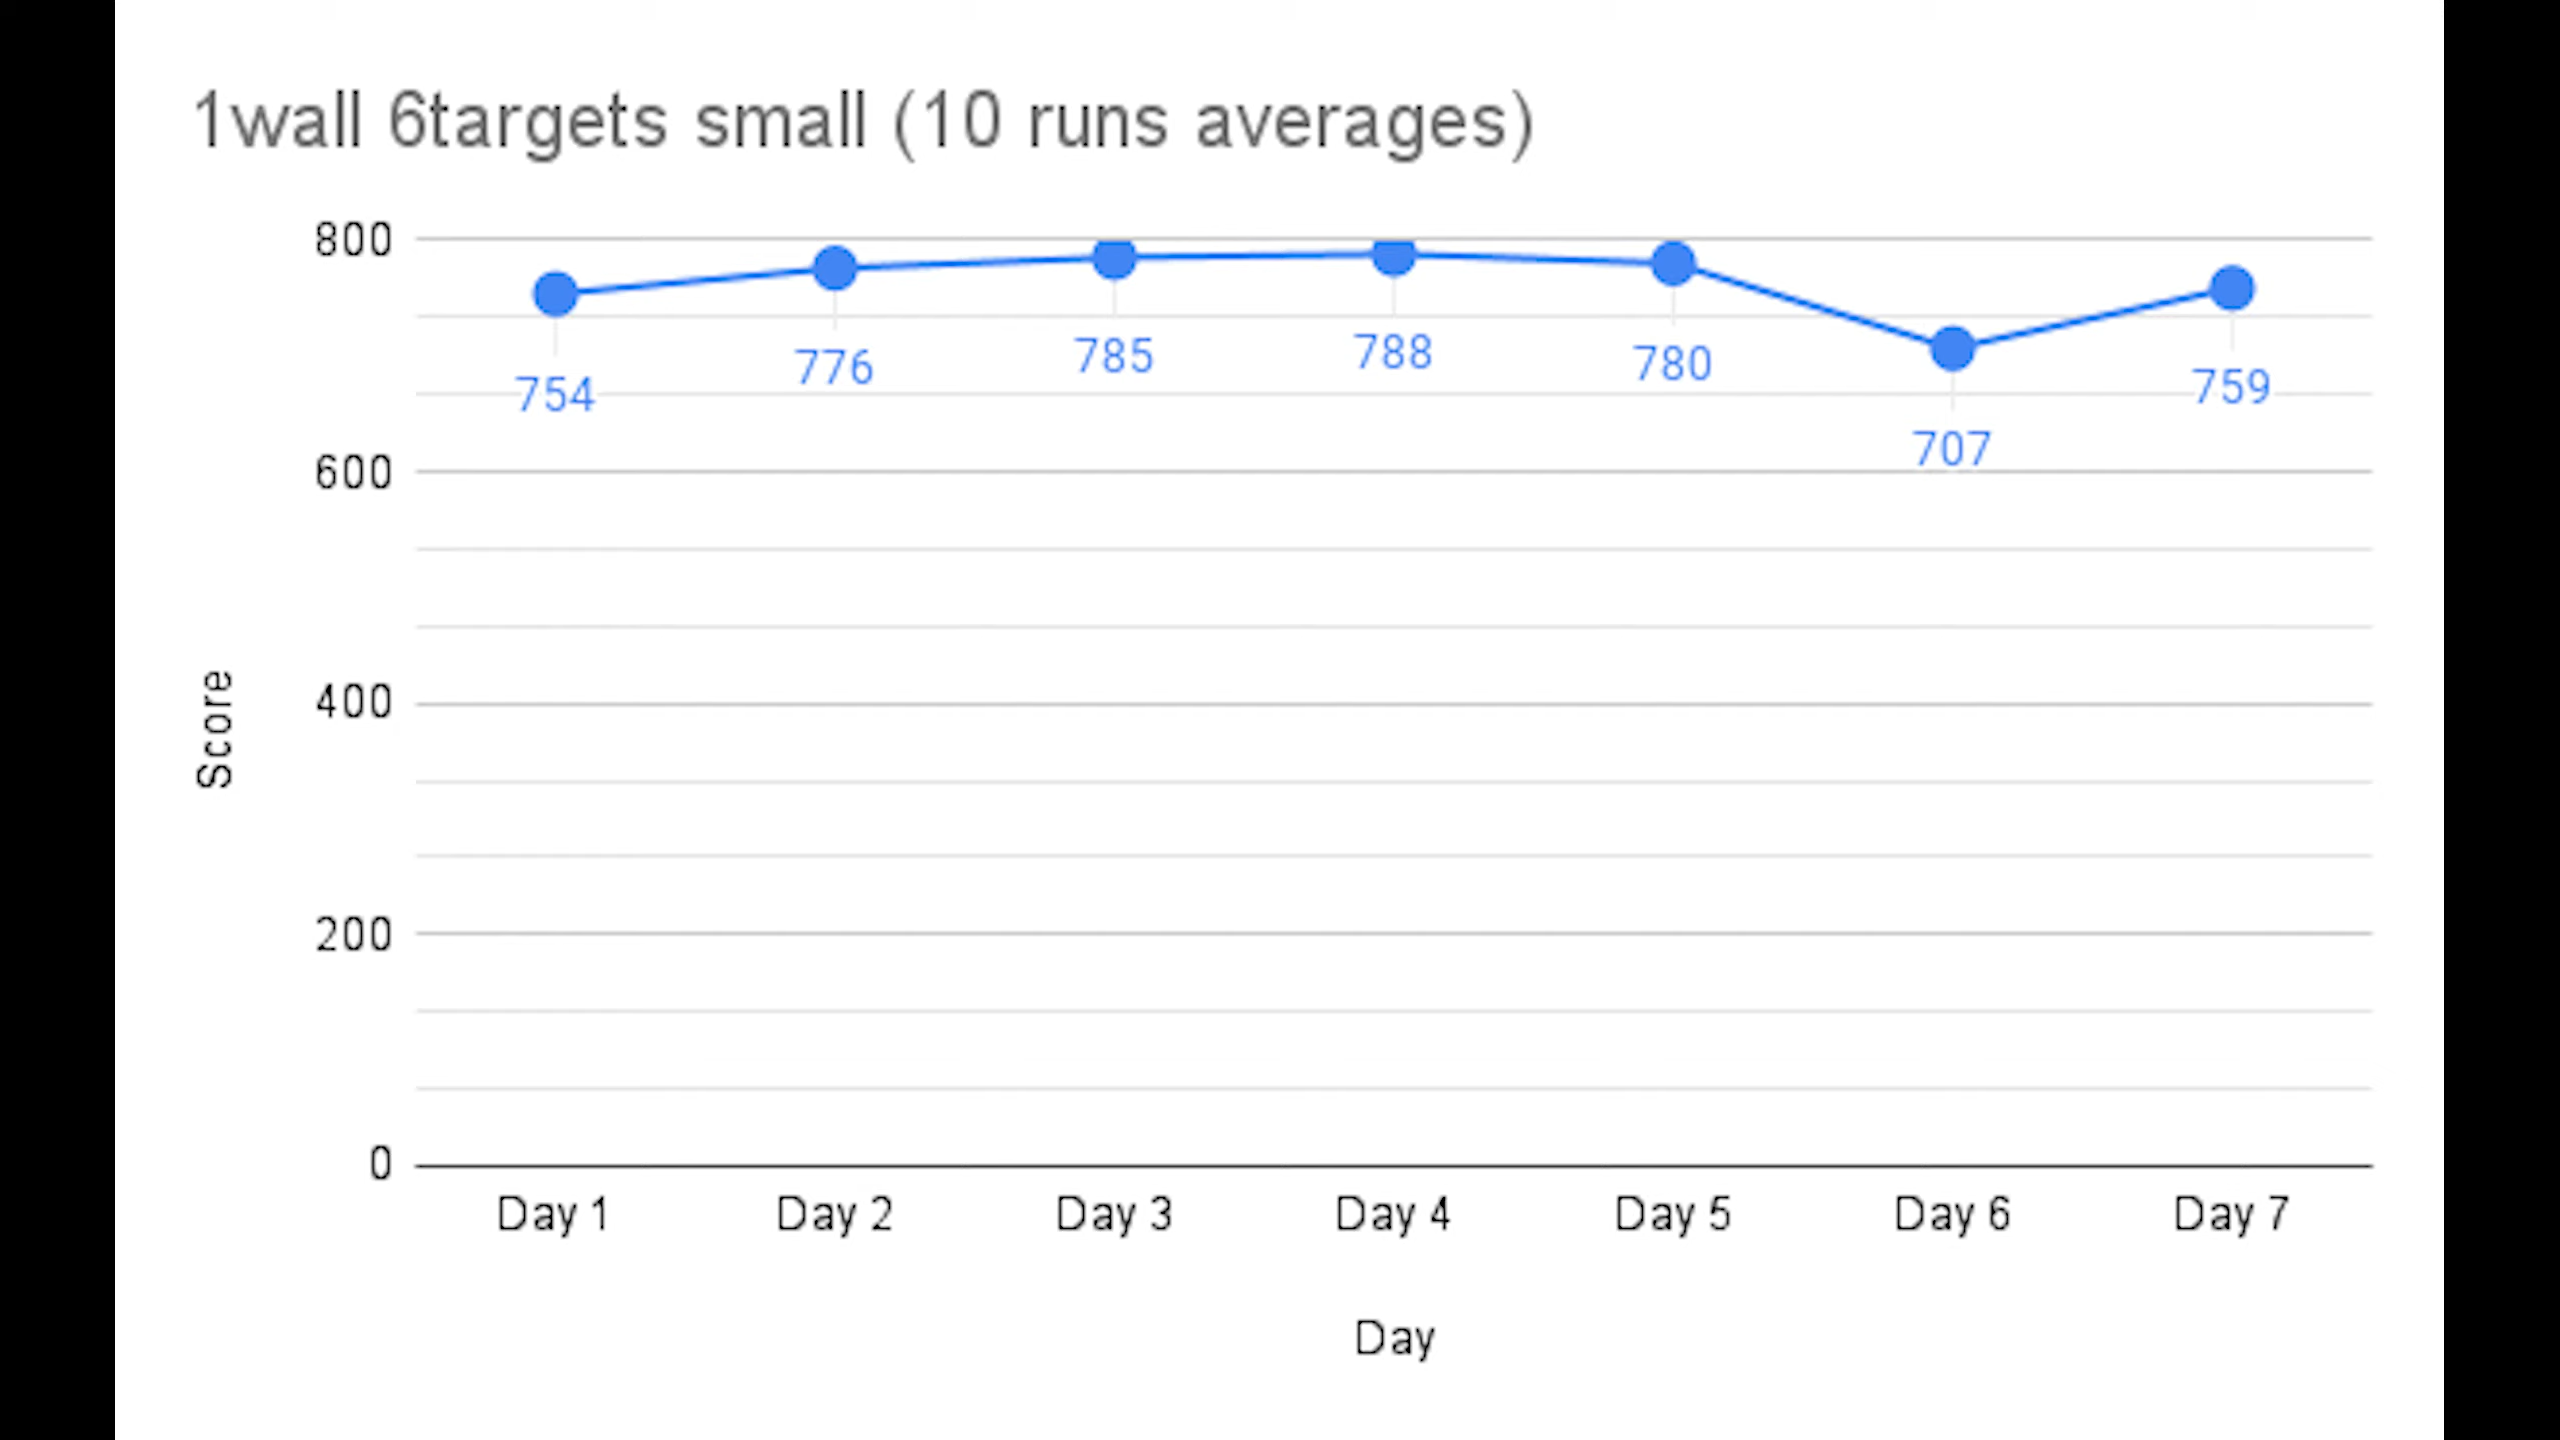 1wall 6targets small (10 runs averages)
800
754
776
785
788
780
707
759
600
400
200
0
Score
Day 1
Day 2
Day 3
Day 4
Day 5
Day 6
Day 7
Day